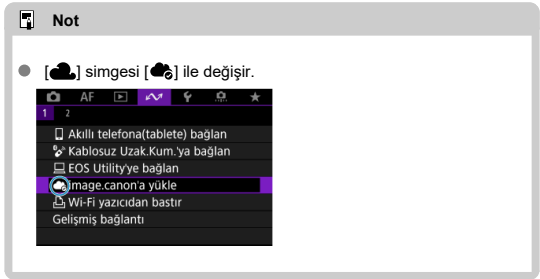 Not
[] simgesi [] ile değişir.
AF
1 2
Akıllı telefona(tablete) bağlan
Kablosuz Uzak.Kum.'ya bağlan
EOS Utility'ye bağlan
image.canon'a yükle
Wi-Fi yazıcıdan bastır
Gelişmiş bağlantı